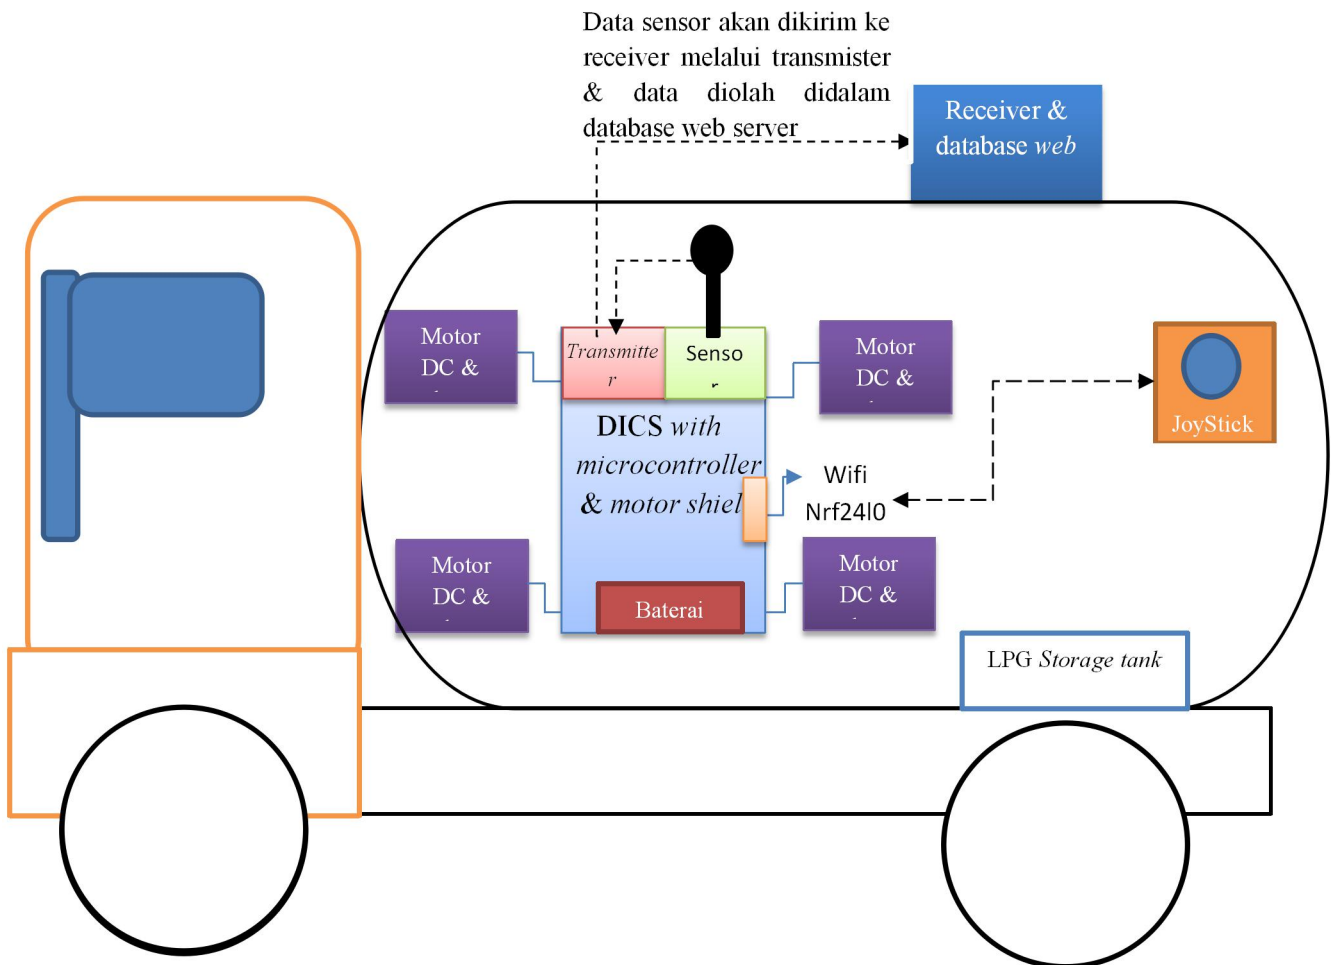 Data sensor akan dikirim ke
receiver melalui transmister
& data diolah didalam
database web server
Receiver &
database web
Motor
DC &
Transmitte
r
Senso
r
Motor
DC &
JoyStick
DICS with
microcontroller
& motor shiel
Wifi
Nrf24l0
Motor
DC &
Baterai
Motor
DC &
LPG Storage tank